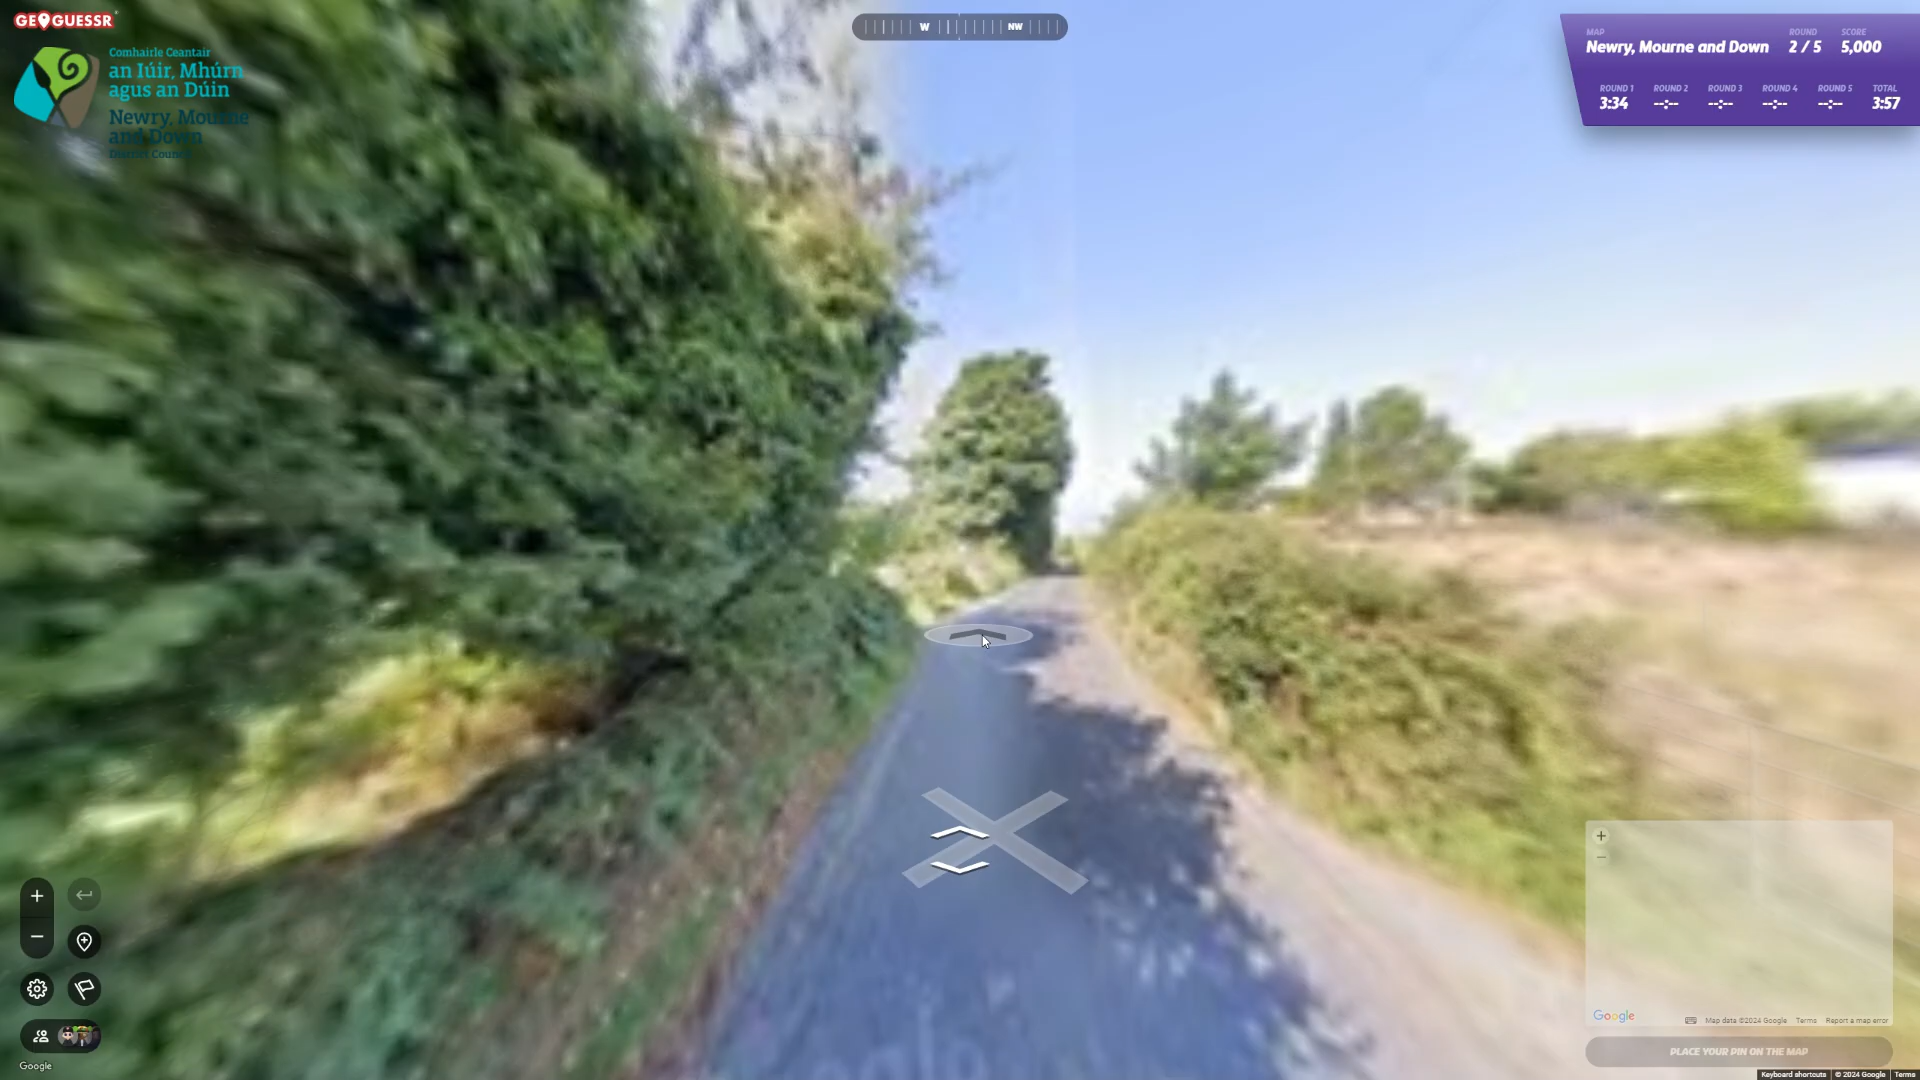 GEOGUESSR
Comhairle Ceantair
an Iúir, Mhúrn
agus an Dúin
Newry, Mourne
and Down
District Council
W
NW
MAP
Newry, Mourne and Down
ROUND
2 / 5
SCORE
5,000
ROUND 1
3:34
ROUND 2
--:--
ROUND 3
--:--
ROUND 4
--:--
ROUND 5
--:--
TOTAL
3:57
Google
Google
Map data ©2024 Google
Terms
Report a map error
PLACE YOUR PIN ON THE MAP
Keyboard shortcuts
© 2024 Google
Terms